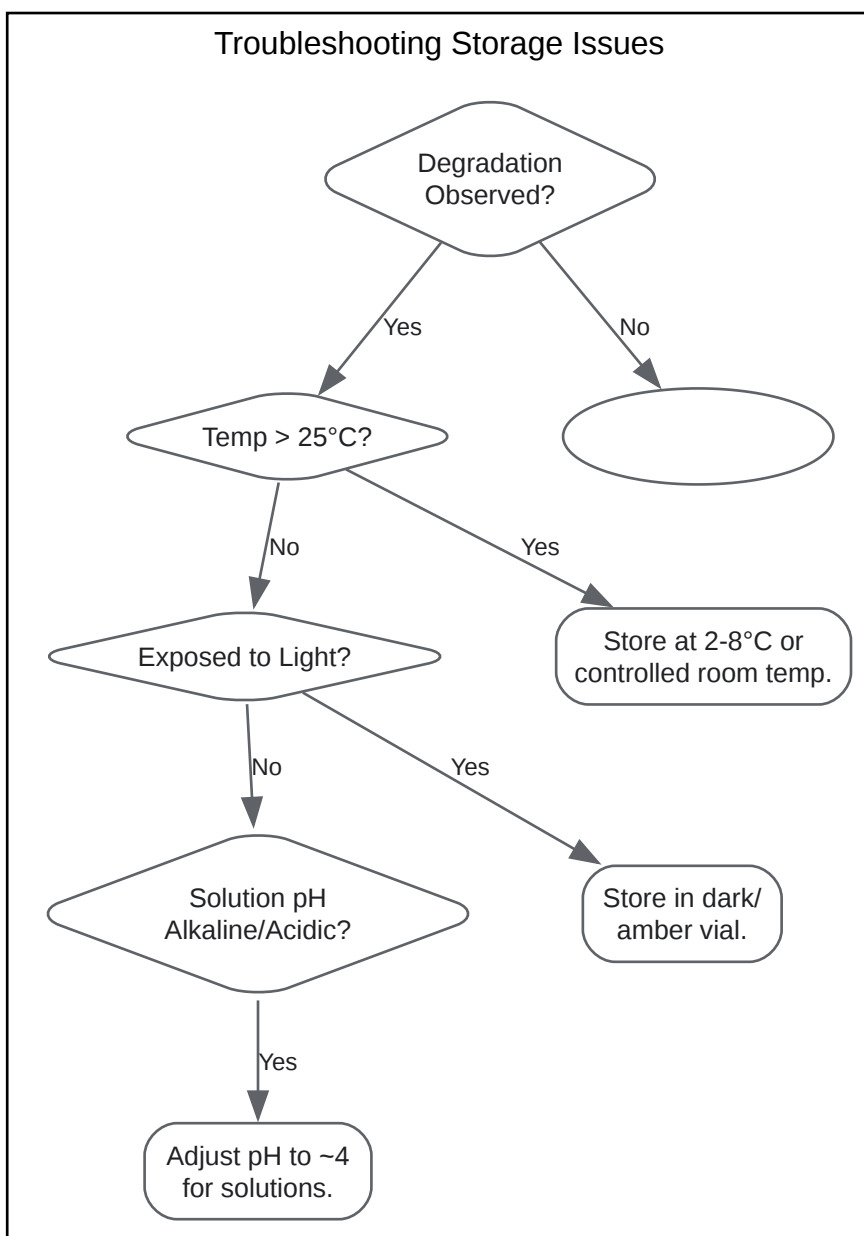 Troubleshooting Storage Issues
Degradation
Observed?
Yes
No
Temp > 25°C?
No
Yes
Exposed to Light?
Store at 2-8°C or
controlled room temp.
No
Yes
Solution pH
Alkaline/Acidic?
Store in dark/
amber vial.
Yes
Adjust pH to ~4
for solutions.